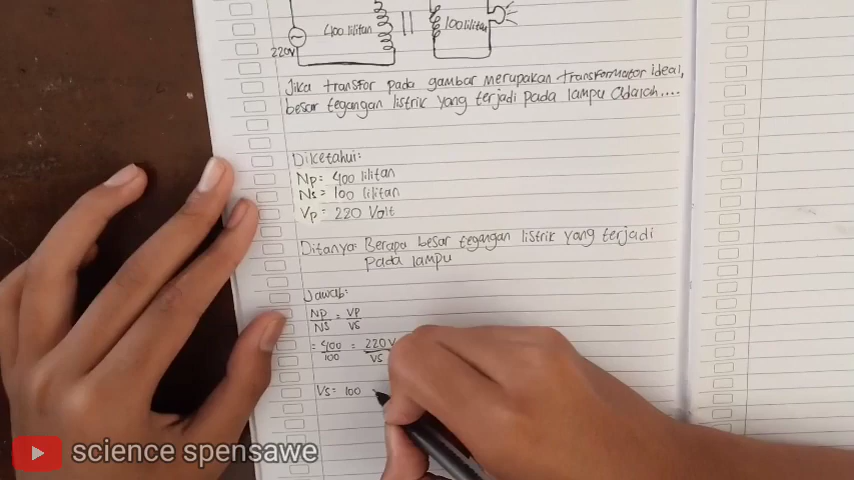 400 lilitan
100 lilitan
220V
Jika transfor pada gambar merupakan transformator ideal,
besar tegangan listrik yang terjadi pada lampu adalah....
Diketahui:
Np = 400 lilitan
Ns = 100 lilitan
Vp = 220 Volt
Ditanya: Berapa besar tegangan listrik yang terjadi
pada lampu
Jawab:
NP/NS = VP/VS
= 400/100 = 220V/VS
Vs = 100
science spensawe